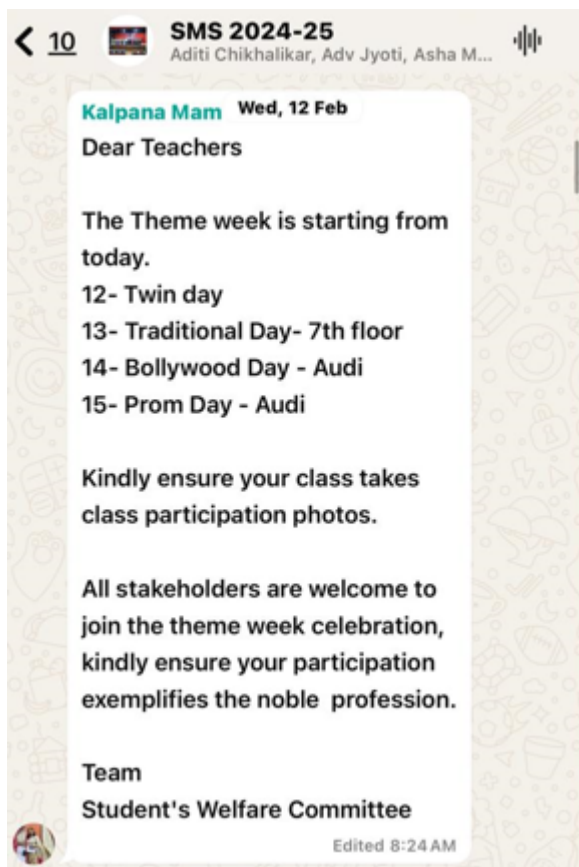 10
SMS 2024-25
Aditi Chikhalikar, Adv Jyoti, Asha M...
Kalpana Mam
Wed, 12 Feb
Dear Teachers
The Theme week is starting from
today.
12- Twin day
13- Traditional Day- 7th floor
14- Bollywood Day - Audi
15- Prom Day - Audi
Kindly ensure your class takes
class participation photos.
All stakeholders are welcome to
join the theme week celebration,
kindly ensure your participation
exemplifies the noble profession.
Team
Student's Welfare Committee
Edited 8:24 AM